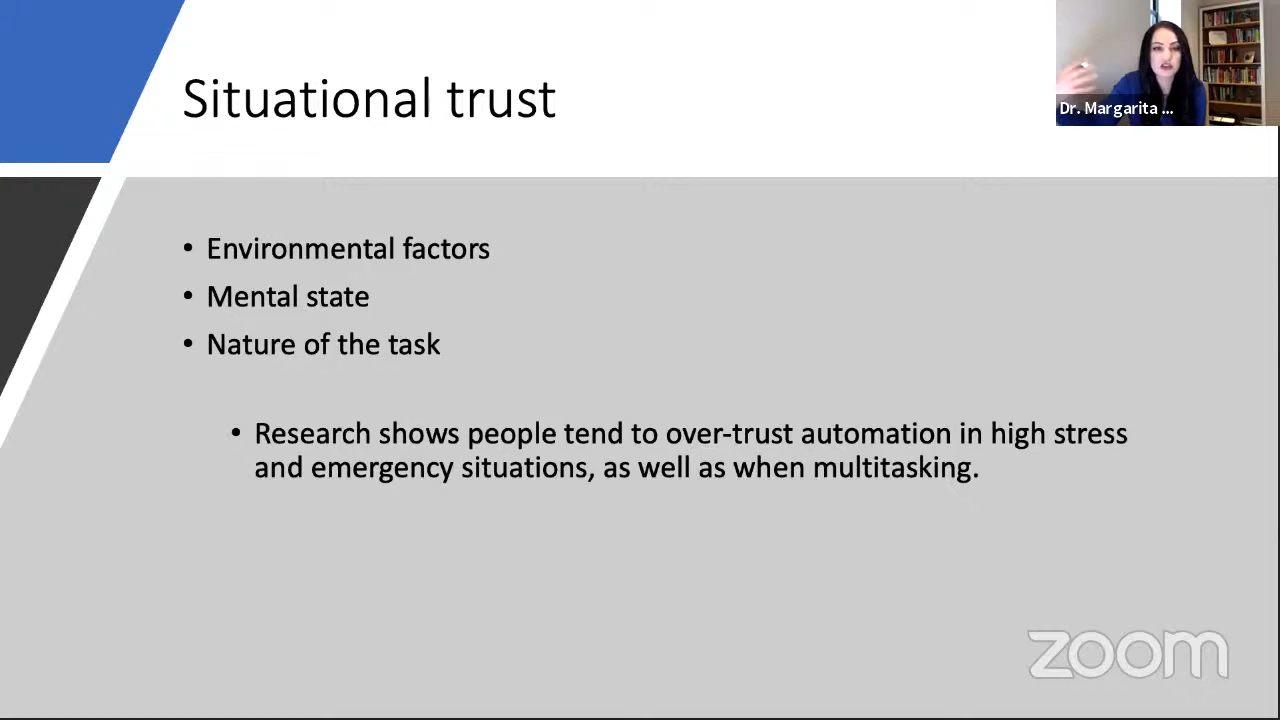 Situational trust
Dr. Margarita ...
• Environmental factors
• Mental state
• Nature of the task
• Research shows people tend to over-trust automation in high stress
and emergency situations, as well as when multitasking.
zoom